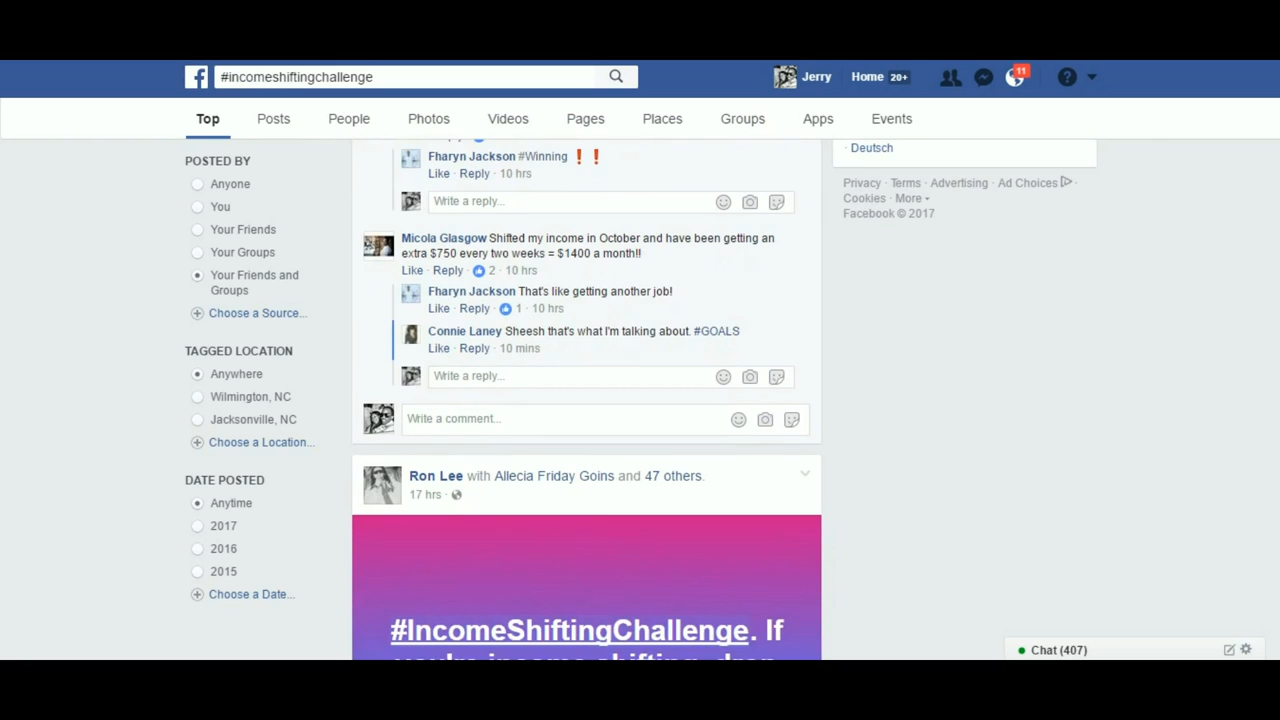 #incomeshiftingchallenge
Jerry Home 20+ 11
Top Posts People Photos Videos Pages Places Groups Apps Events
POSTED BY
Anyone
You
Your Friends
Your Groups
Your Friends and
Groups
Choose a Source...
TAGGED LOCATION
Anywhere
Wilmington, NC
Jacksonville, NC
Choose a Location...
DATE POSTED
Anytime
2017
2016
2015
Choose a Date...
Fharyn Jackson #Winning ❗❗
Like · Reply · 10 hrs
Write a reply...
Micola Glasgow Shifted my income in October and have been getting an
extra $750 every two weeks = $1400 a month!!
Like · Reply · 2 · 10 hrs
Fharyn Jackson That's like getting another job!
Like · Reply · 1 · 10 hrs
Connie Laney Sheesh that's what I'm talking about. #GOALS
Like · Reply · 10 mins
Write a reply...
Write a comment...
Ron Lee with Allecia Friday Goins and 47 others.
17 hrs ·
#IncomeShiftingChallenge. If
you're income shifting, drop
· Deutsch
Privacy · Terms · Advertising · Ad Choices ·
Cookies · More
Facebook © 2017
Chat (407)